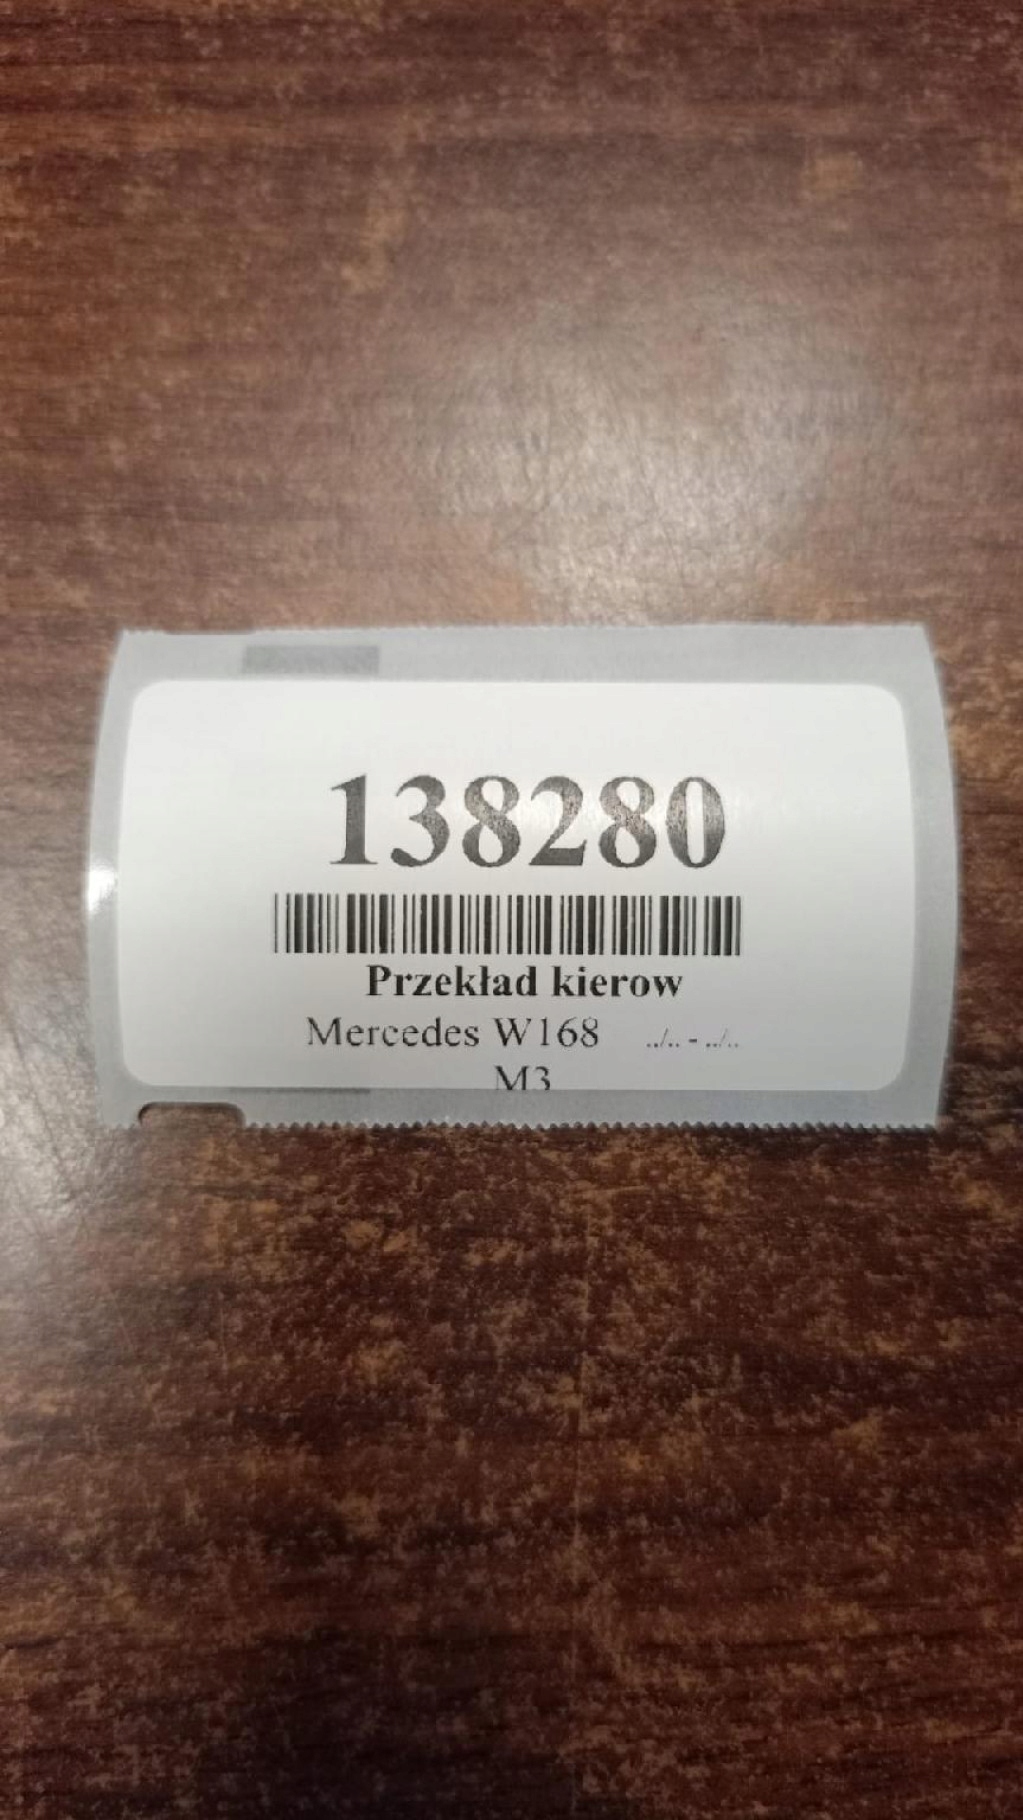 138280
Przekład kierow
Mercedes W168 ../.. - ../..
M3